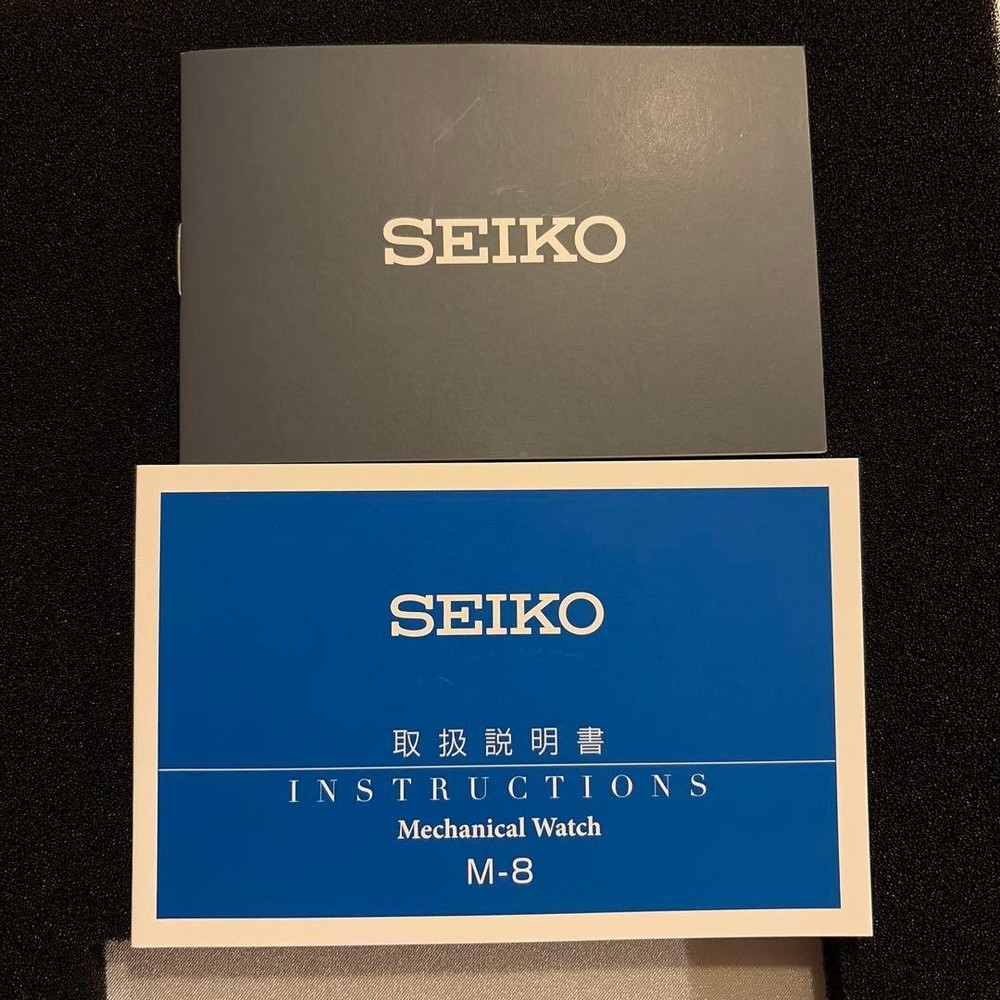 SEIKO
SEIKO
取扱説明書
INSTRUCTIONS
Mechanical Watch
M-8